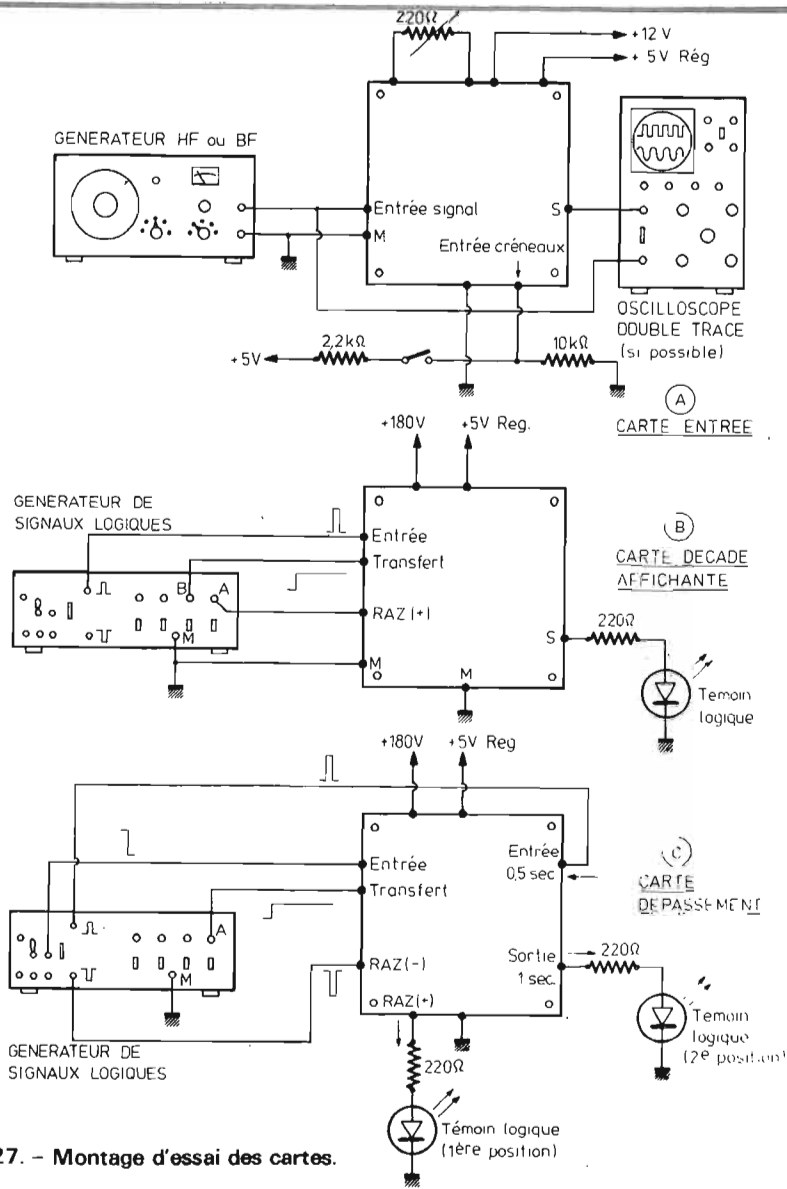 220Ω
+12 V
+ 5V Rég
GENERATEUR HF ou BF
Entrée signal
S
M
Entrée créneaux
OSCILLOSCOPE
DOUBLE TRACE
(si possible)
2,2kΩ
10kΩ
+5V
A
CARTE ENTREE
+180V
+5V Reg.
GENERATEUR DE
SIGNAUX LOGIQUES
Entrée
B
Transfert
CARTE DECADE
AFFICHANTE
B
A
RAZ (+)
220Ω
S
M
M
M
Temoin
logique
+180V
+5V Reg
Entrée
Entrée
0,5 sec
C
Transfert
CARTE
DEPASSEMENT
A
Sortie
1 sec.
220Ω
RAZ(-)
M
RAZ(+)
Temoin
logique
(2e position)
GENERATEUR DE
SIGNAUX LOGIQUES
220Ω
Témoin logique
(1ère position)
27. – Montage d'essai des cartes.